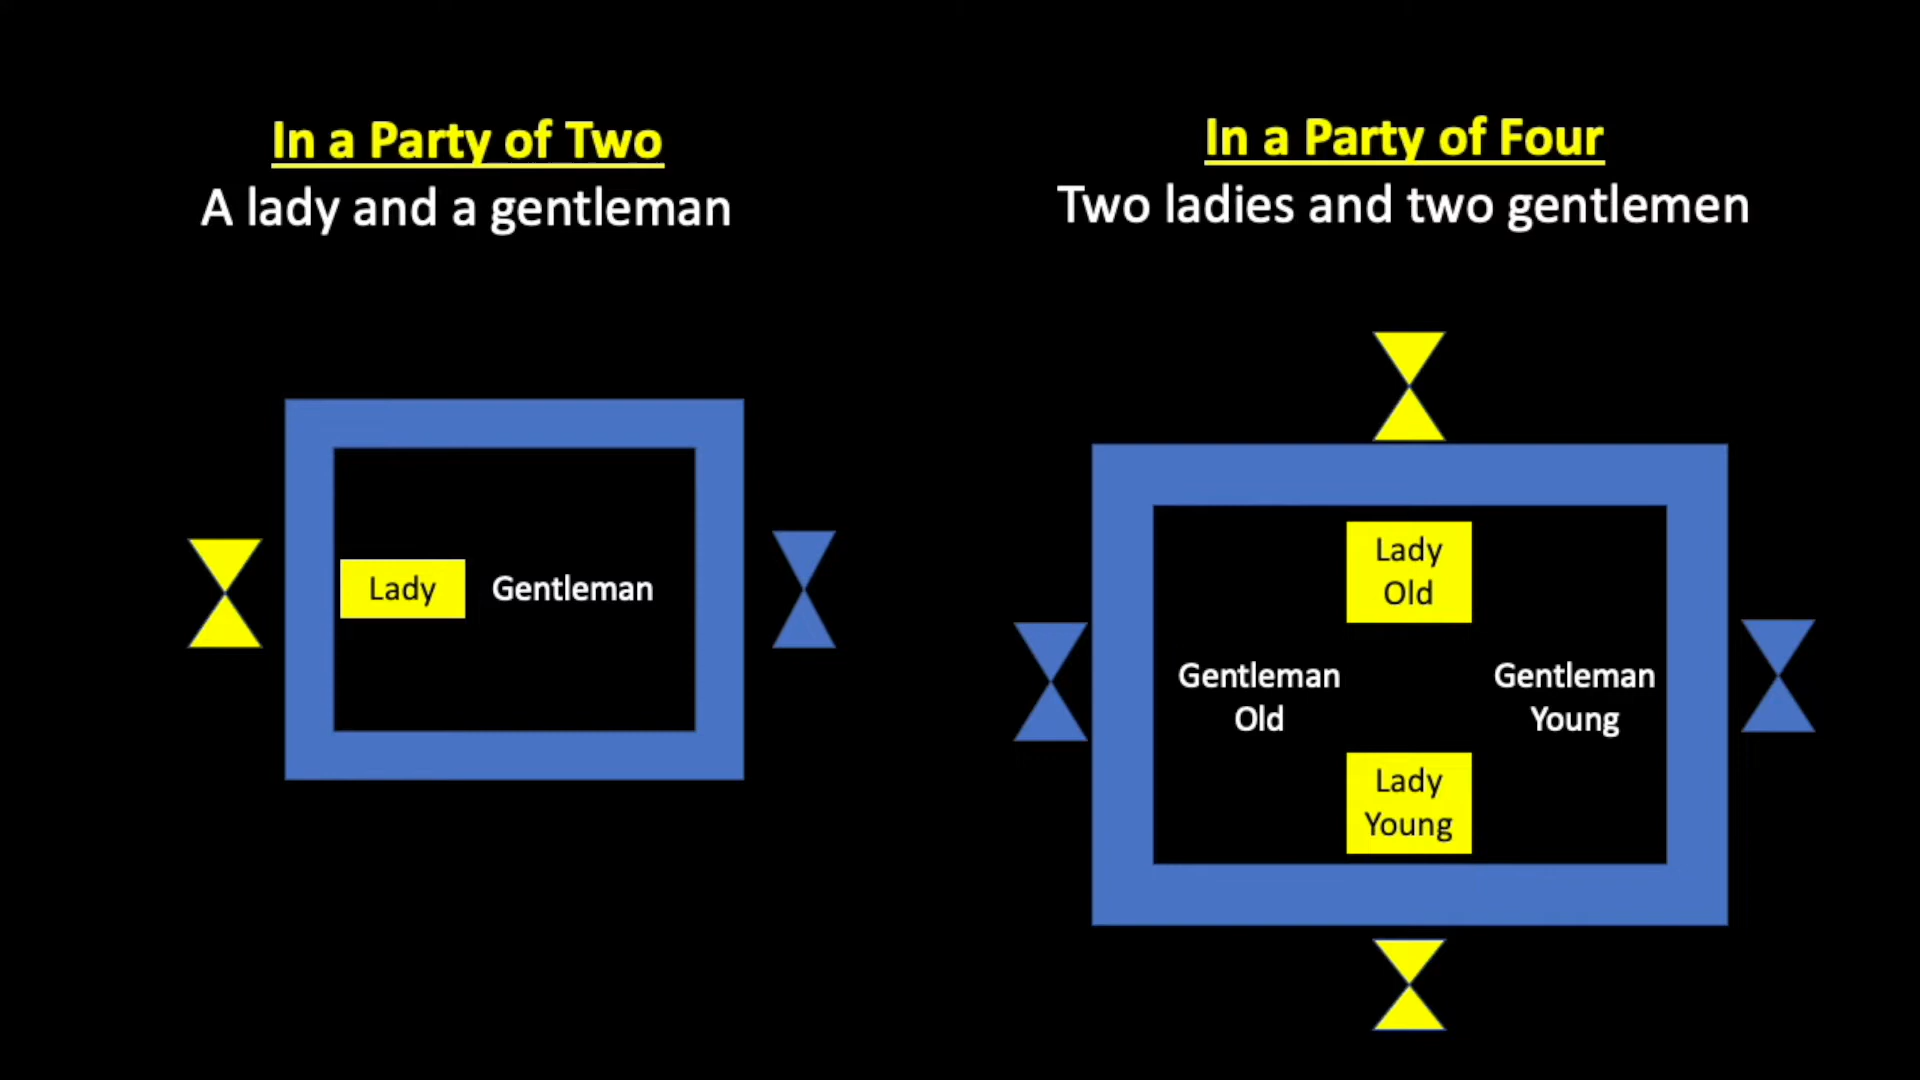 In a Party of Two
A lady and a gentleman
Lady
Gentleman
In a Party of Four
Two ladies and two gentlemen
Lady
Old
Gentleman
Old
Gentleman
Young
Lady
Young